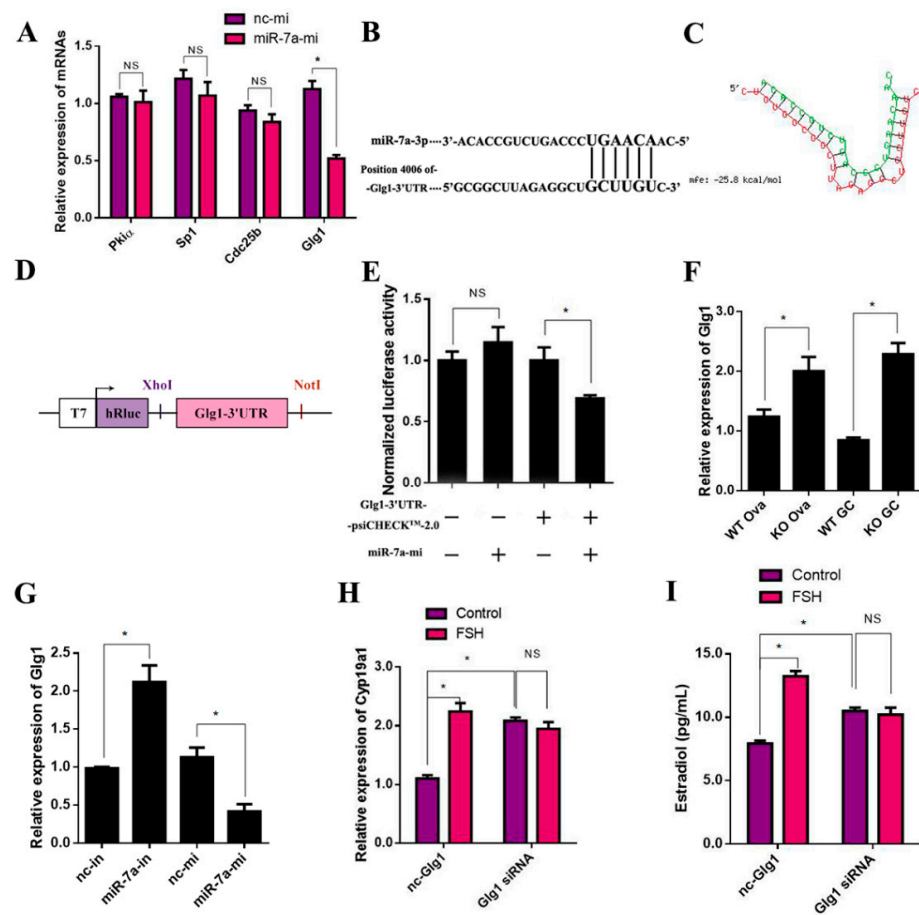 A
nc-mi
miR-7a-mi
Relative expression of mRNAs
1.5
1.0
0.5
0.0
NS
NS
NS
*
Pkiα
Sp1
Cdc25b
Glg1
B
miR-7a-3p···· 3'-ACACCGUCUGACCCUGAACAAC-5'
Position 4006 of-
-Glg1-3'UTR ···· 5'GCGGCUUAGAGGCUGCUUGUC-3'
C
5'
mfe: -25.8 kcal/mol
D
T7
hRluc
XhoI
Glg1-3'UTR
NotI
E
Normalized luciferase activity
1.5
1.0
0.5
0.0
NS
*
Glg1-3'UTR-
-psiCHECK™-2.0
— — + +
miR-7a-mi
— + — +
F
Relative expression of Glg1
3.0
2.0
1.0
0.0
*
*
WT Ova
KO Ova
WT GC
KO GC
G
Relative expression of Glg1
2.5
2.0
1.5
1.0
0.5
0.0
*
*
nc-in
miR-7a-in
nc-mi
miR-7a-mi
H
Control
FSH
Relative expression of Cyp19a1
3.0
2.0
1.0
0.0
*
*
NS
nc-Glg1
Glg1 siRNA
I
Control
FSH
Estradiol (pg/mL)
15.0
10.0
5.0
0.0
*
*
NS
nc-Glg1
Glg1 siRNA